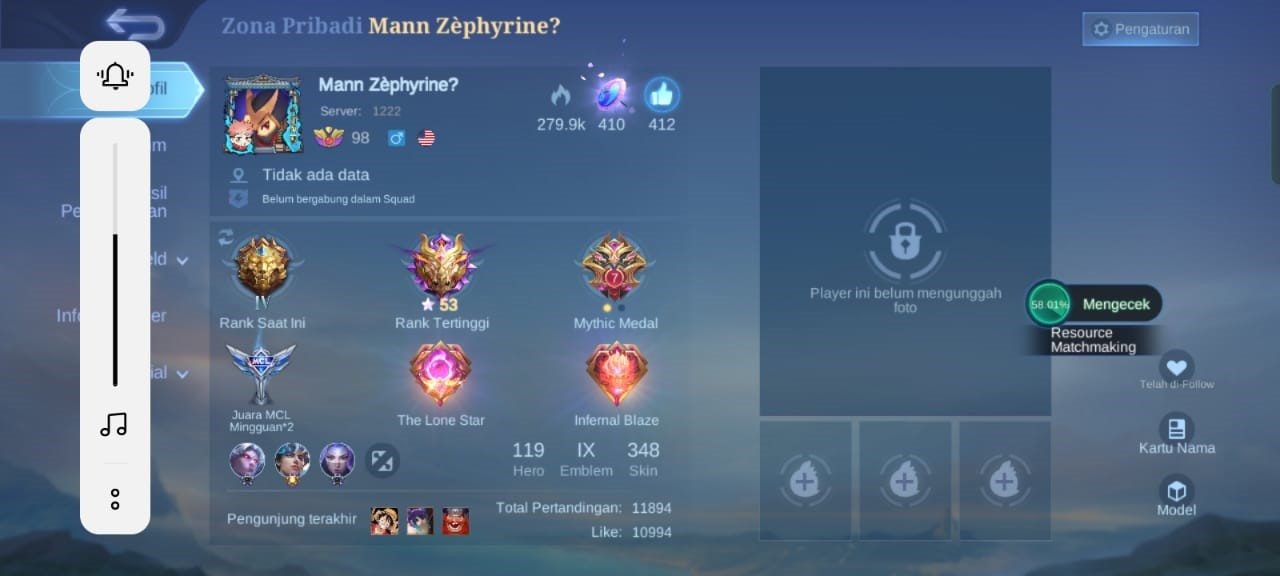 Zona Pribadi Mann Zèphyrine?
Pengaturan
Mann Zèphyrine?
Server: 1222
98
279.9k
410
412
Tidak ada data
Belum bergabung dalam Squad
IV
Rank Saat Ini
53
Rank Tertinggi
7
Mythic Medal
MCL
Juara MCL
Mingguan*2
The Lone Star
Infernal Blaze
119
Hero
IX
Emblem
348
Skin
Pengunjung terakhir
Total Pertandingan: 11894
Like: 10994
Player ini belum mengunggah
foto
58.01%
Mengecek
Resource
Matchmaking
Telah di-Follow
Kartu Nama
Model